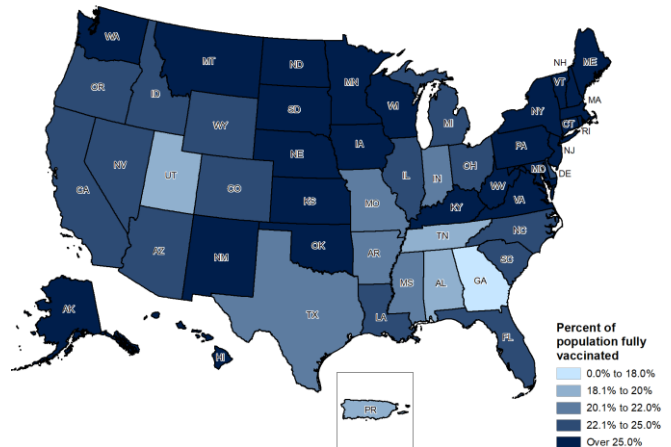 WA
MT
ND
MN
OR
ID
WY
SD
WI
MI
NH
VT
ME
NY
MA
CT
RI
NJ
PA
NE
IA
NV
UT
CO
KS
MO
IL
IN
OH
WV
MD
DE
VA
KY
CA
AZ
NM
OK
AR
TN
NC
SC
TX
LA
MS
AL
GA
FL
AK
HI
PR
Percent of
population fully
vaccinated
0.0% to 18.0%
18.1% to 20%
20.1% to 22.0%
22.1% to 25.0%
Over 25.0%